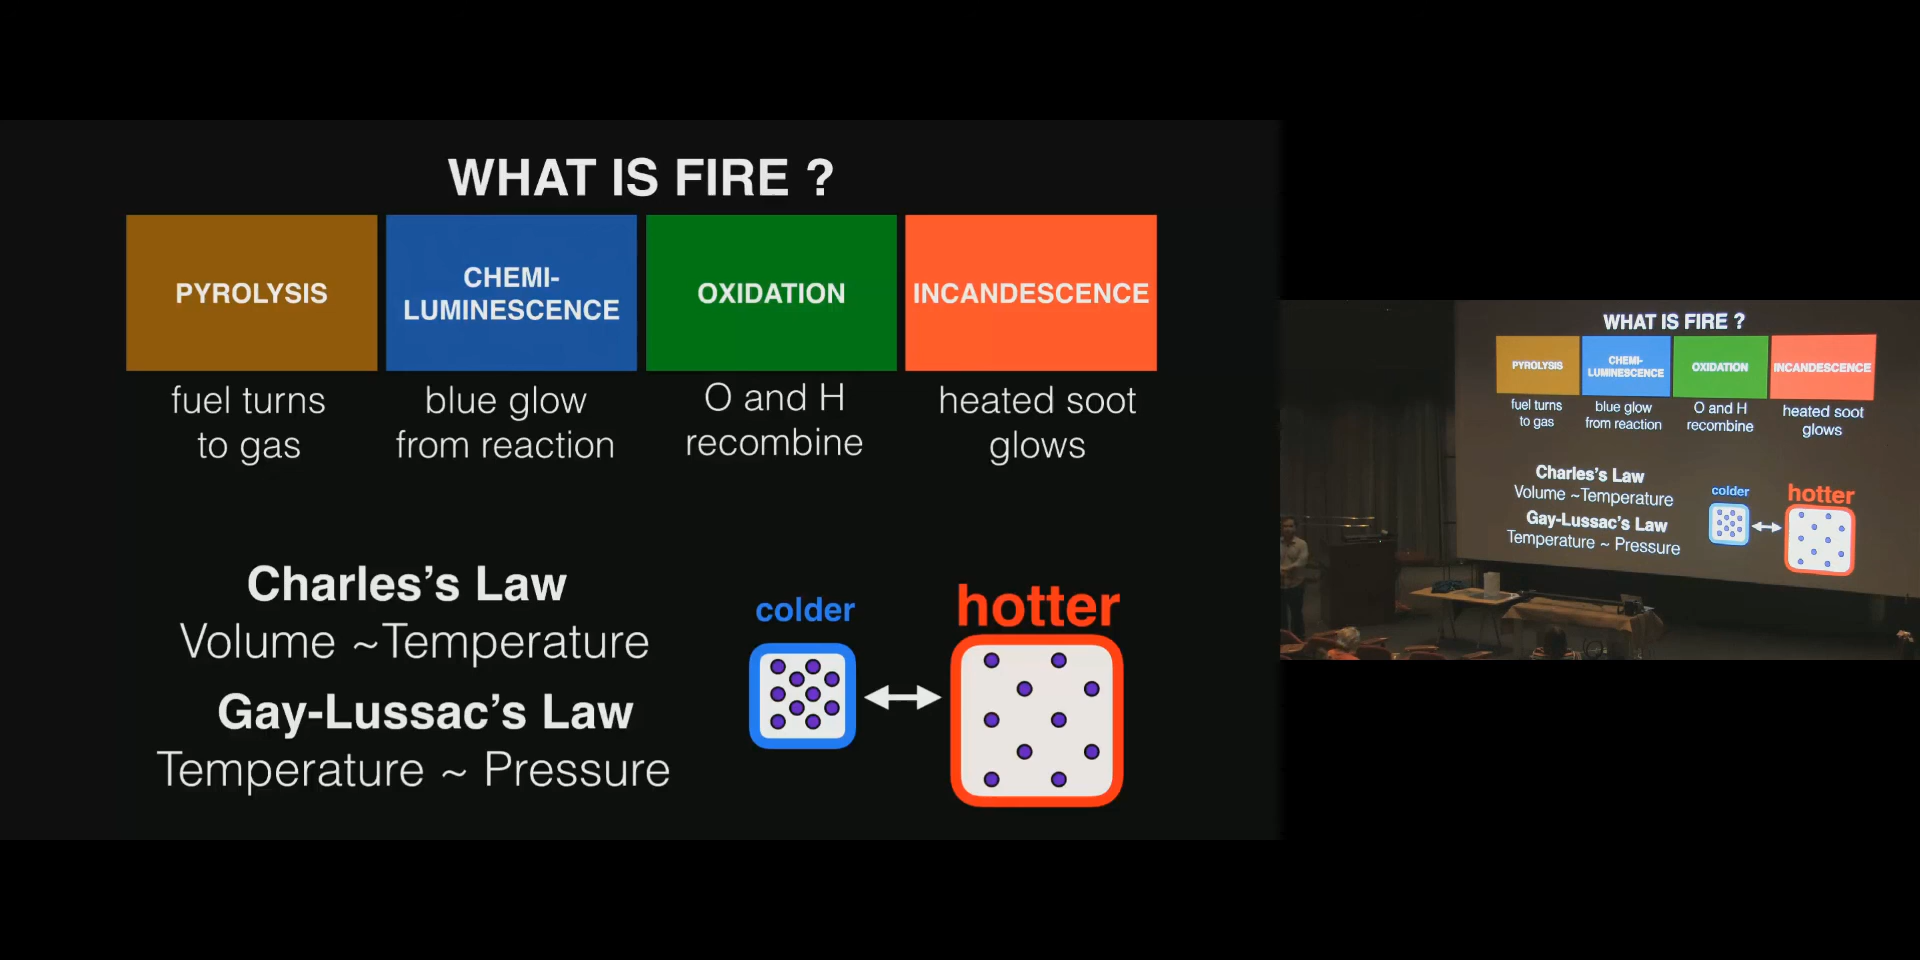 WHAT IS FIRE ?
PYROLYSIS
CHEMI-
LUMINESCENCE
OXIDATION
INCANDESCENCE
fuel turns
to gas
blue glow
from reaction
O and H
recombine
heated soot
glows
Charles's Law
Volume ~Temperature
Gay-Lussac's Law
Temperature ~ Pressure
colder
hotter
WHAT IS FIRE ?
PYROLYSIS
CHEMI-
LUMINESCENCE
OXIDATION
INCANDESCENCE
fuel turns
to gas
blue glow
from reaction
O and H
recombine
heated soot
glows
Charles's Law
Volume ~Temperature
Gay-Lussac's Law
Temperature ~ Pressure
colder
hotter